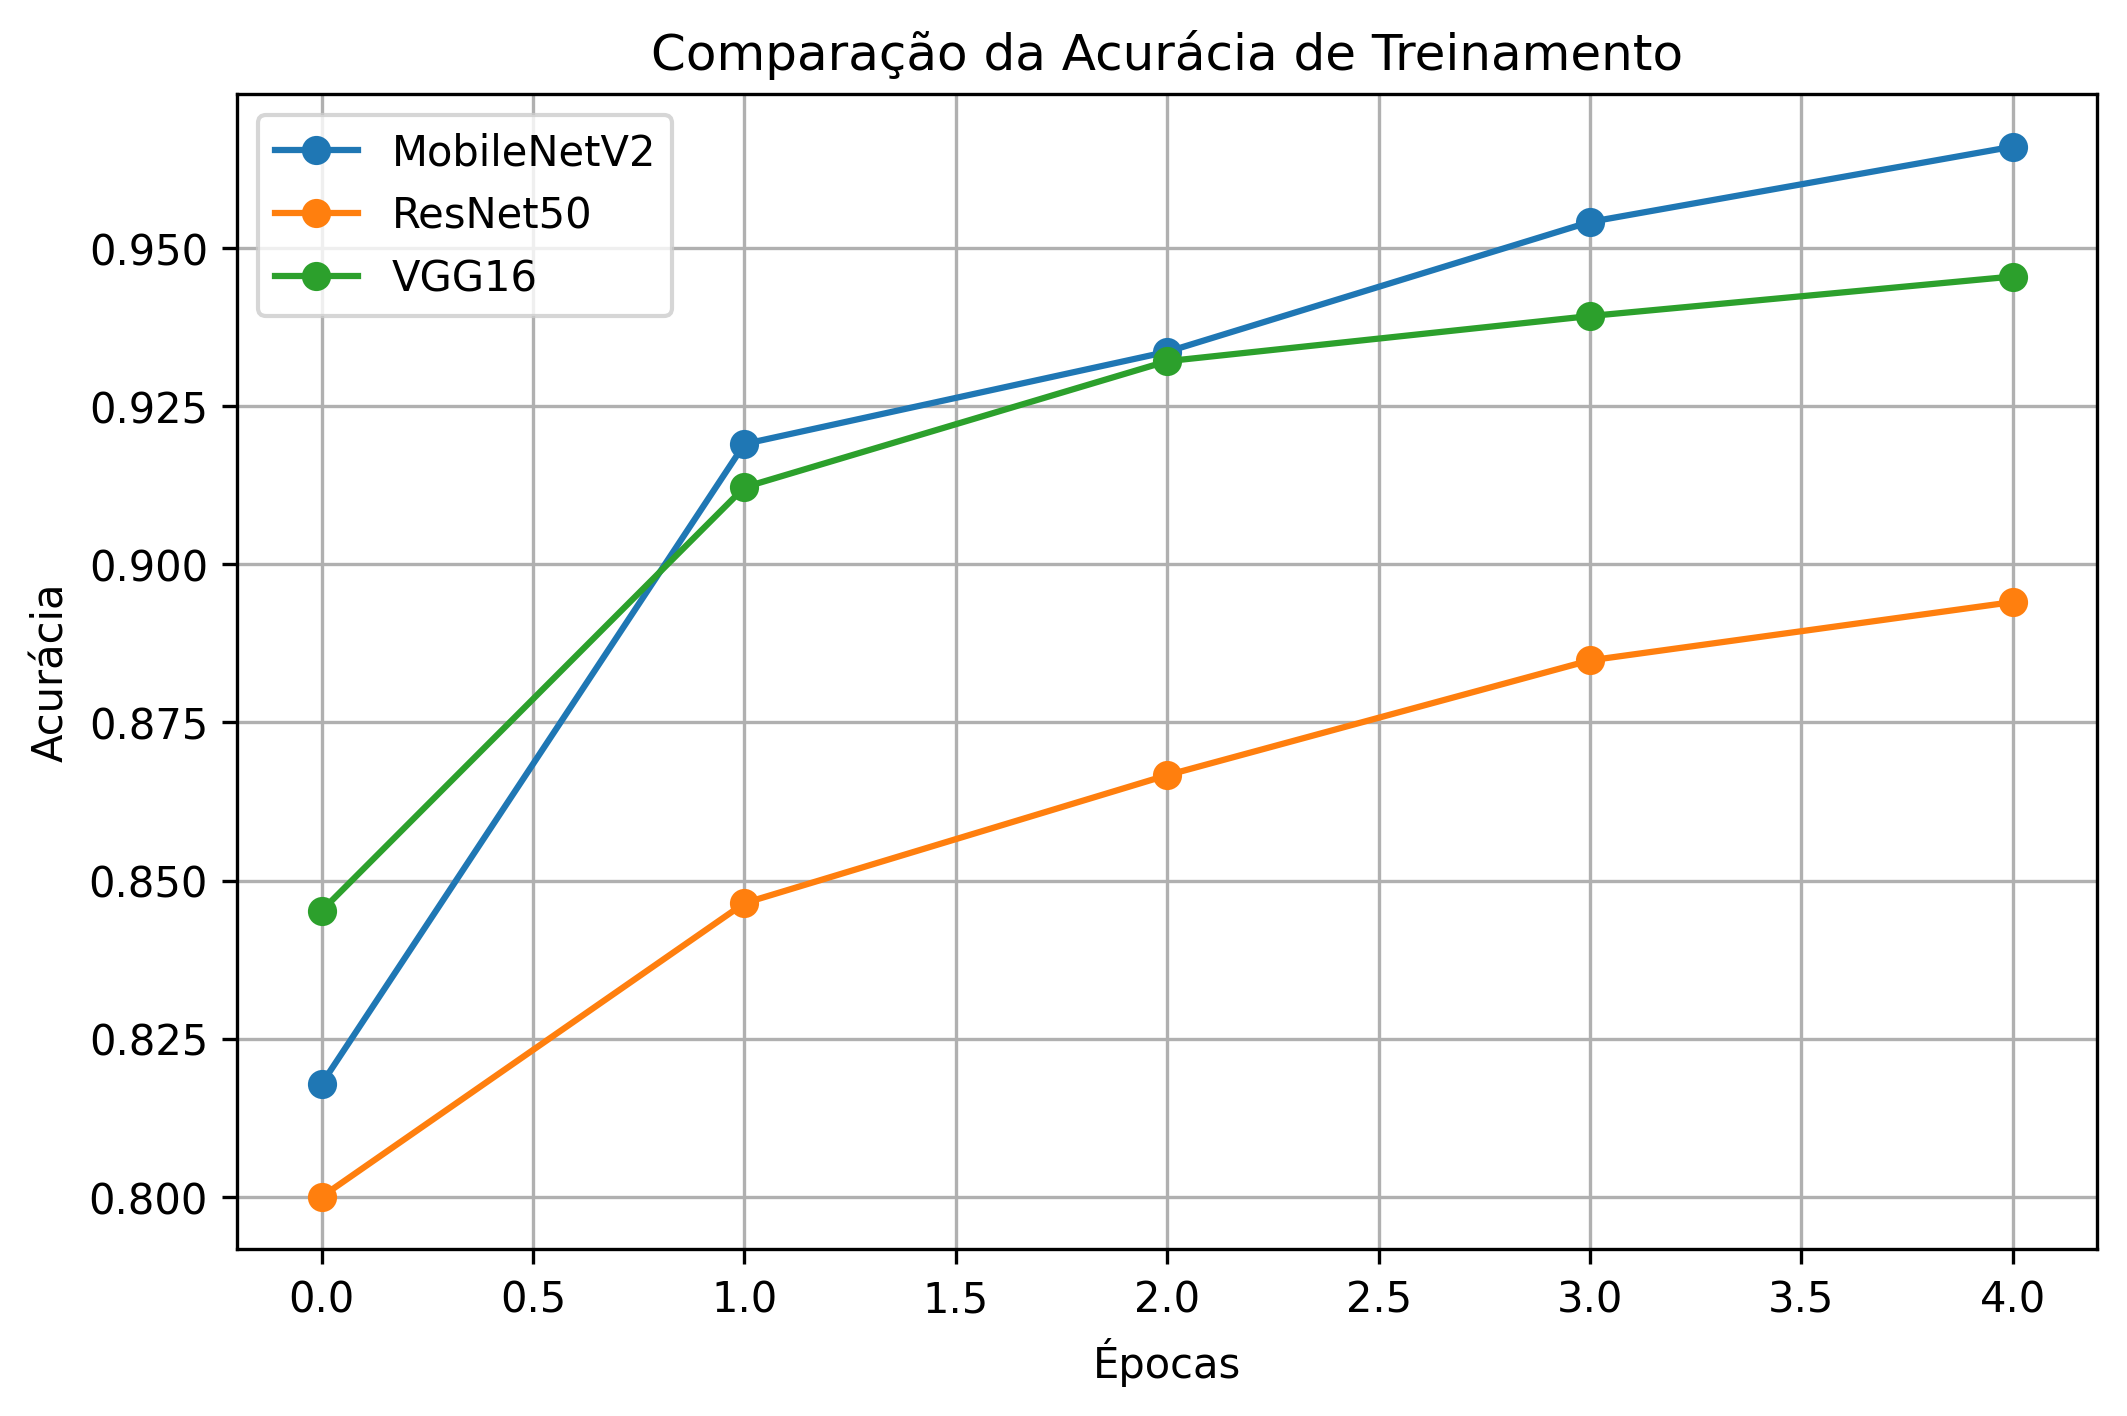 Comparação da Acurácia de Treinamento
MobileNetV2
ResNet50
VGG16
0.950
0.925
0.900
0.875
0.850
0.825
0.800
Acurácia
0.0 0.5 1.0 1.5 2.0 2.5 3.0 3.5 4.0
Épocas